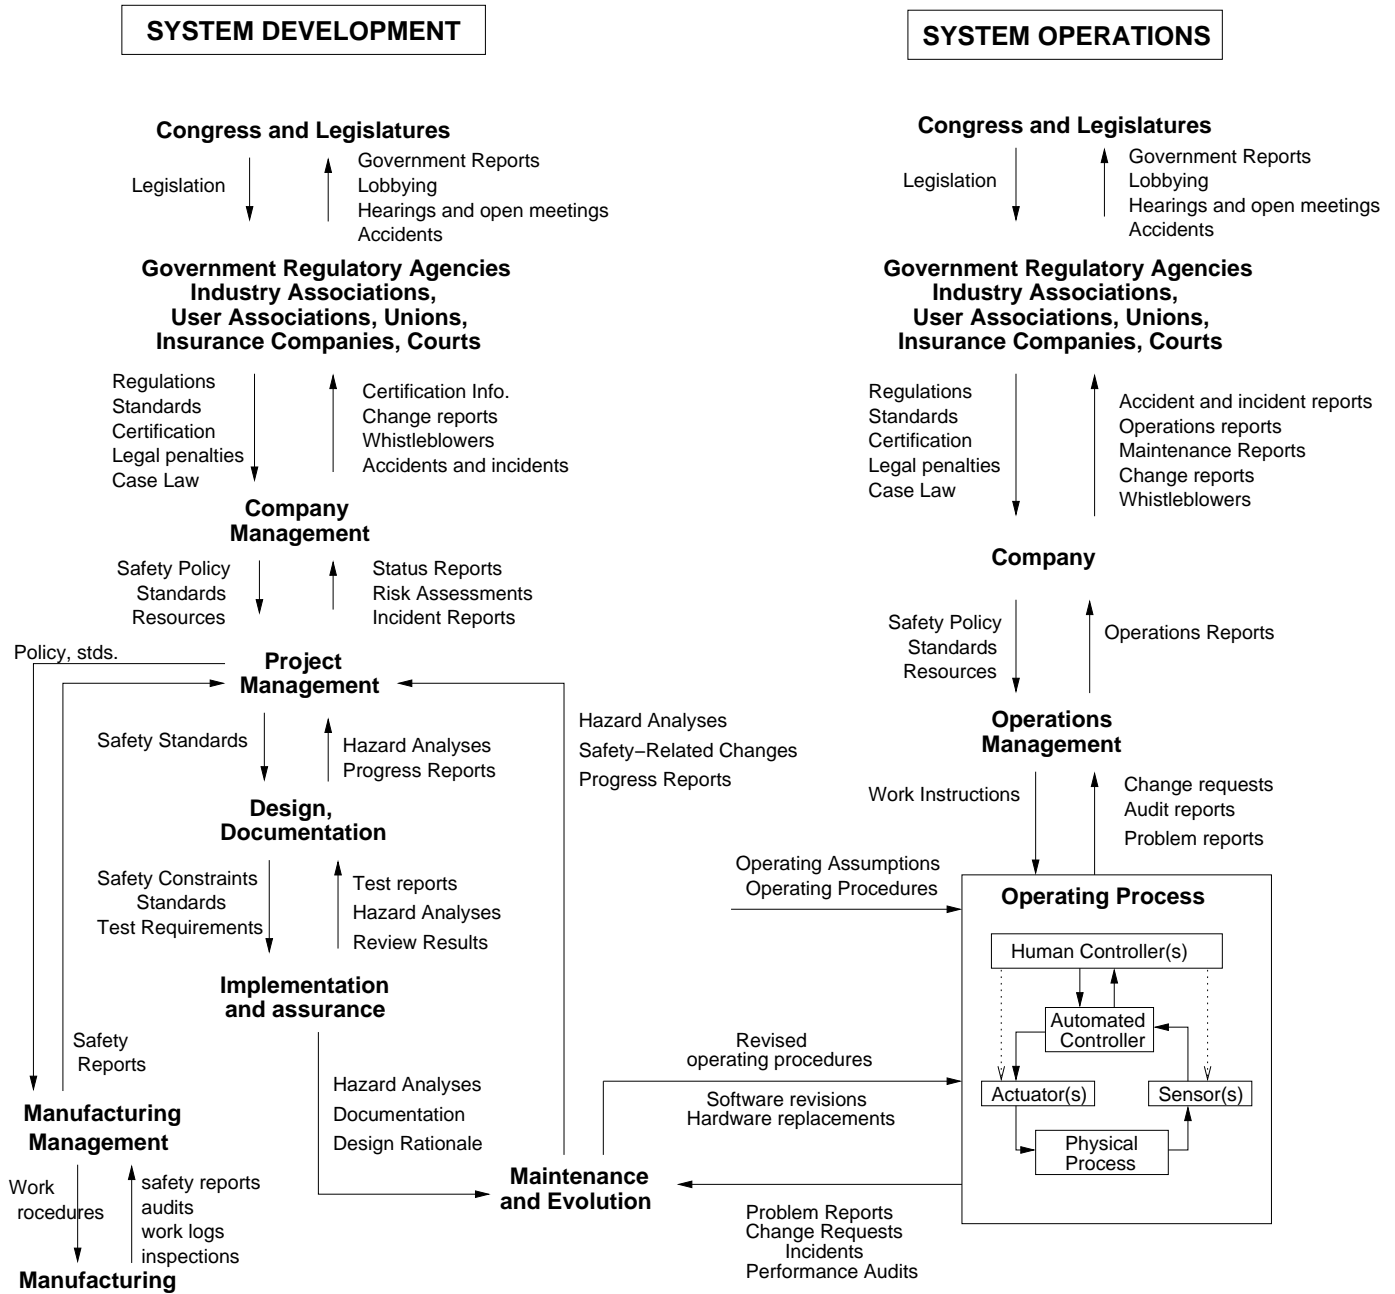 SYSTEM DEVELOPMENT
Congress and Legislatures
Legislation
Government Reports
Lobbying
Hearings and open meetings
Accidents
Government Regulatory Agencies
Industry Associations,
User Associations, Unions,
Insurance Companies, Courts
Regulations
Standards
Certification
Legal penalties
Case Law
Certification Info.
Change reports
Whistleblowers
Accidents and incidents
Company
Management
Safety Policy
Standards
Resources
Status Reports
Risk Assessments
Incident Reports
Policy, stds.
Project
Management
Safety Standards
Hazard Analyses
Progress Reports
Hazard Analyses
Safety−Related Changes
Progress Reports
Design,
Documentation
Safety Constraints
Standards
Test Requirements
Test reports
Hazard Analyses
Review Results
Implementation
and assurance
Safety
Reports
Hazard Analyses
Documentation
Design Rationale
Manufacturing
Management
Work
rocedures
safety reports
audits
work logs
inspections
Manufacturing
Maintenance
and Evolution
SYSTEM OPERATIONS
Congress and Legislatures
Legislation
Government Reports
Lobbying
Hearings and open meetings
Accidents
Government Regulatory Agencies
Industry Associations,
User Associations, Unions,
Insurance Companies, Courts
Regulations
Standards
Certification
Legal penalties
Case Law
Accident and incident reports
Operations reports
Maintenance Reports
Change reports
Whistleblowers
Company
Safety Policy
Standards
Resources
Operations Reports
Operations
Management
Work Instructions
Change requests
Audit reports
Problem reports
Operating Assumptions
Operating Procedures
Operating Process
Human Controller(s)
Automated
Controller
Actuator(s)
Sensor(s)
Physical
Process
Revised
operating procedures
Software revisions
Hardware replacements
Problem Reports
Change Requests
Incidents
Performance Audits